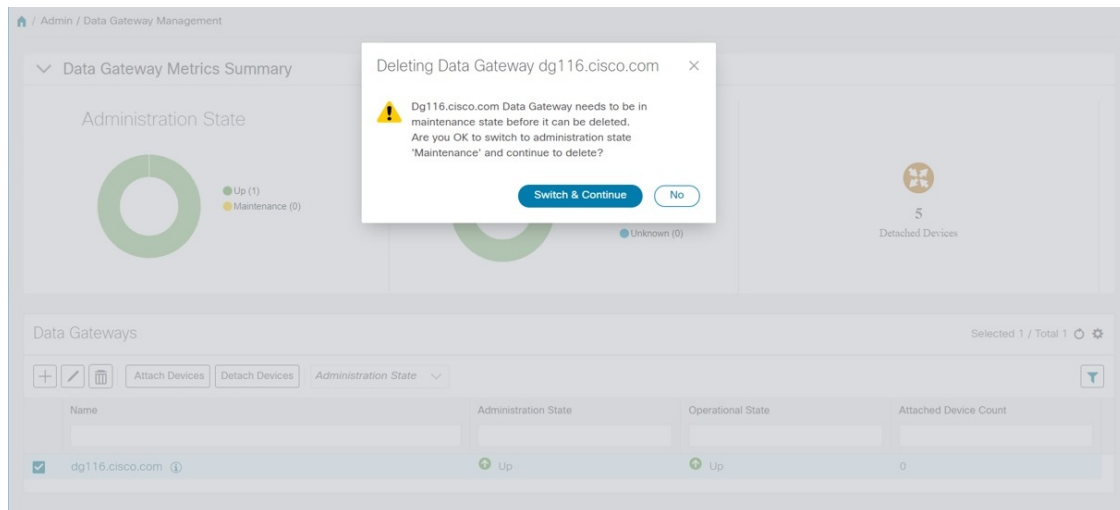 / Admin / Data Gateway Management
Data Gateway Metrics Summary
Administration State
Up (1)
Maintenance (0)
Deleting Data Gateway dg116.cisco.com
Dg116.cisco.com Data Gateway needs to be in
maintenance state before it can be deleted.
Are you OK to switch to administration state
'Maintenance' and continue to delete?
Switch & Continue
No
Unknown (0)
5
Detached Devices
Data Gateways
Selected 1 / Total 1
Attach Devices
Detach Devices
Administration State
Name
Administration State
Operational State
Attached Device Count
dg116.cisco.com
Up
Up
0